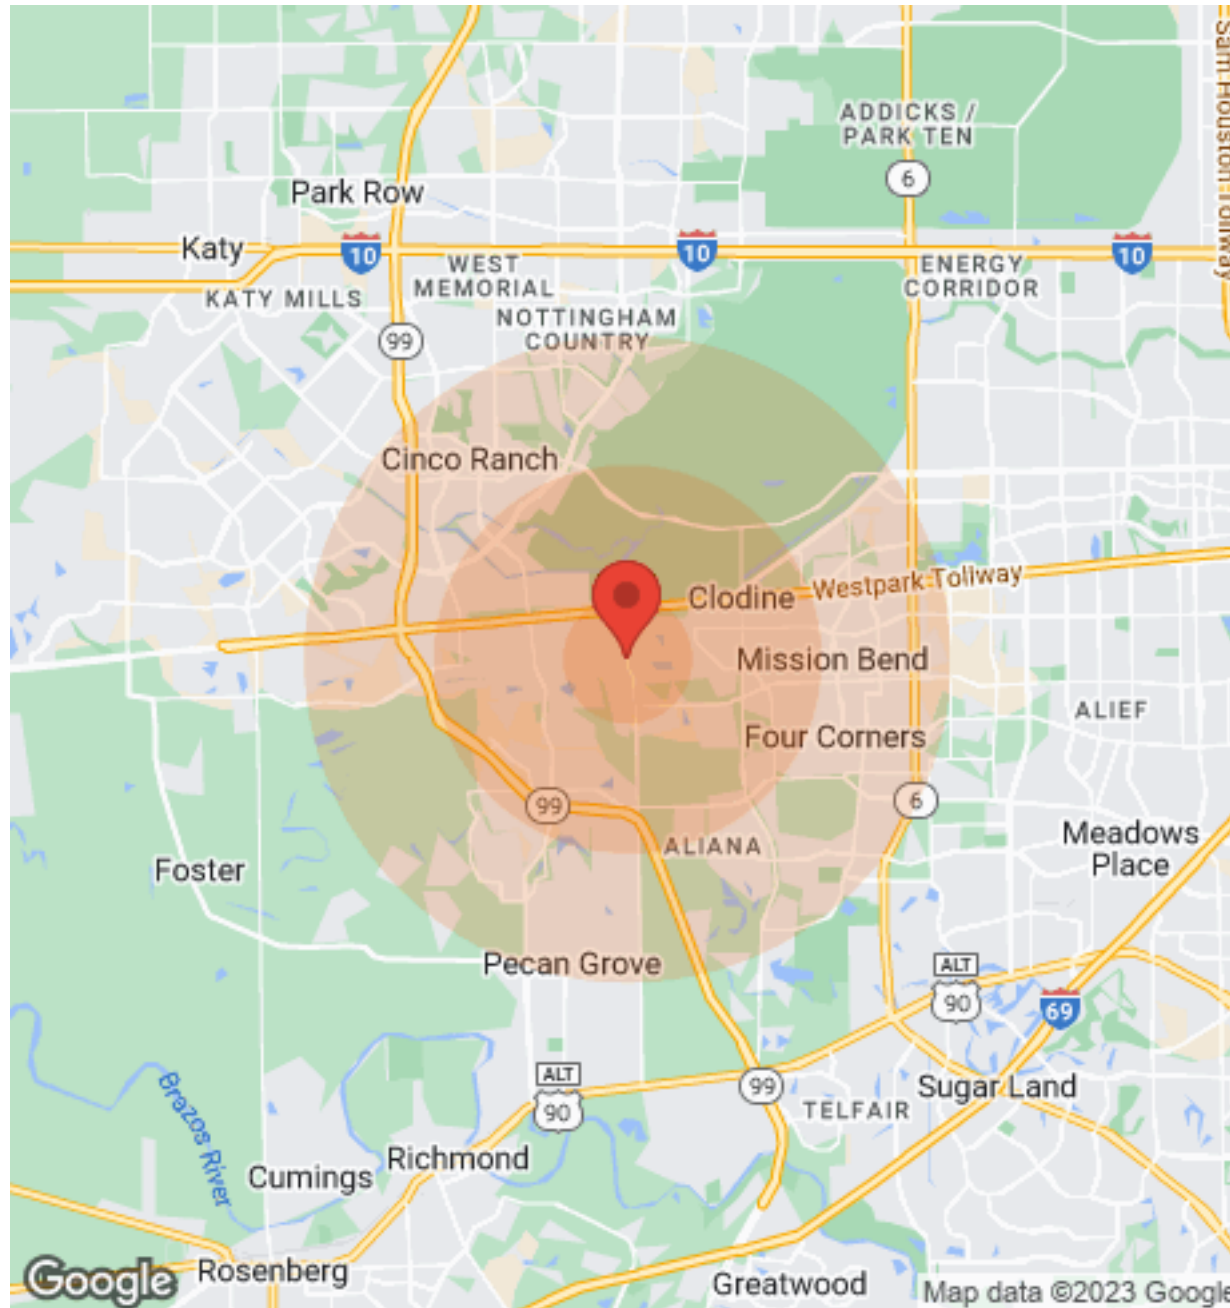 Sam Houston Tollway
ADDICKS /
PARK TEN
6
Park Row
Katy
10
10
10
WEST
MEMORIAL
ENERGY
CORRIDOR
KATY MILLS
NOTTINGHAM
COUNTRY
99
Cinco Ranch
Westpark Tollway
Clodine
Mission Bend
ALIEF
Four Corners
99
6
ALIANA
Meadows
Place
Foster
Pecan Grove
ALT
90
69
ALT
90
99
Sugar Land
TELFAIR
Brazos River
Richmond
Cumings
Rosenberg
Greatwood
Google
Map data ©2023 Google